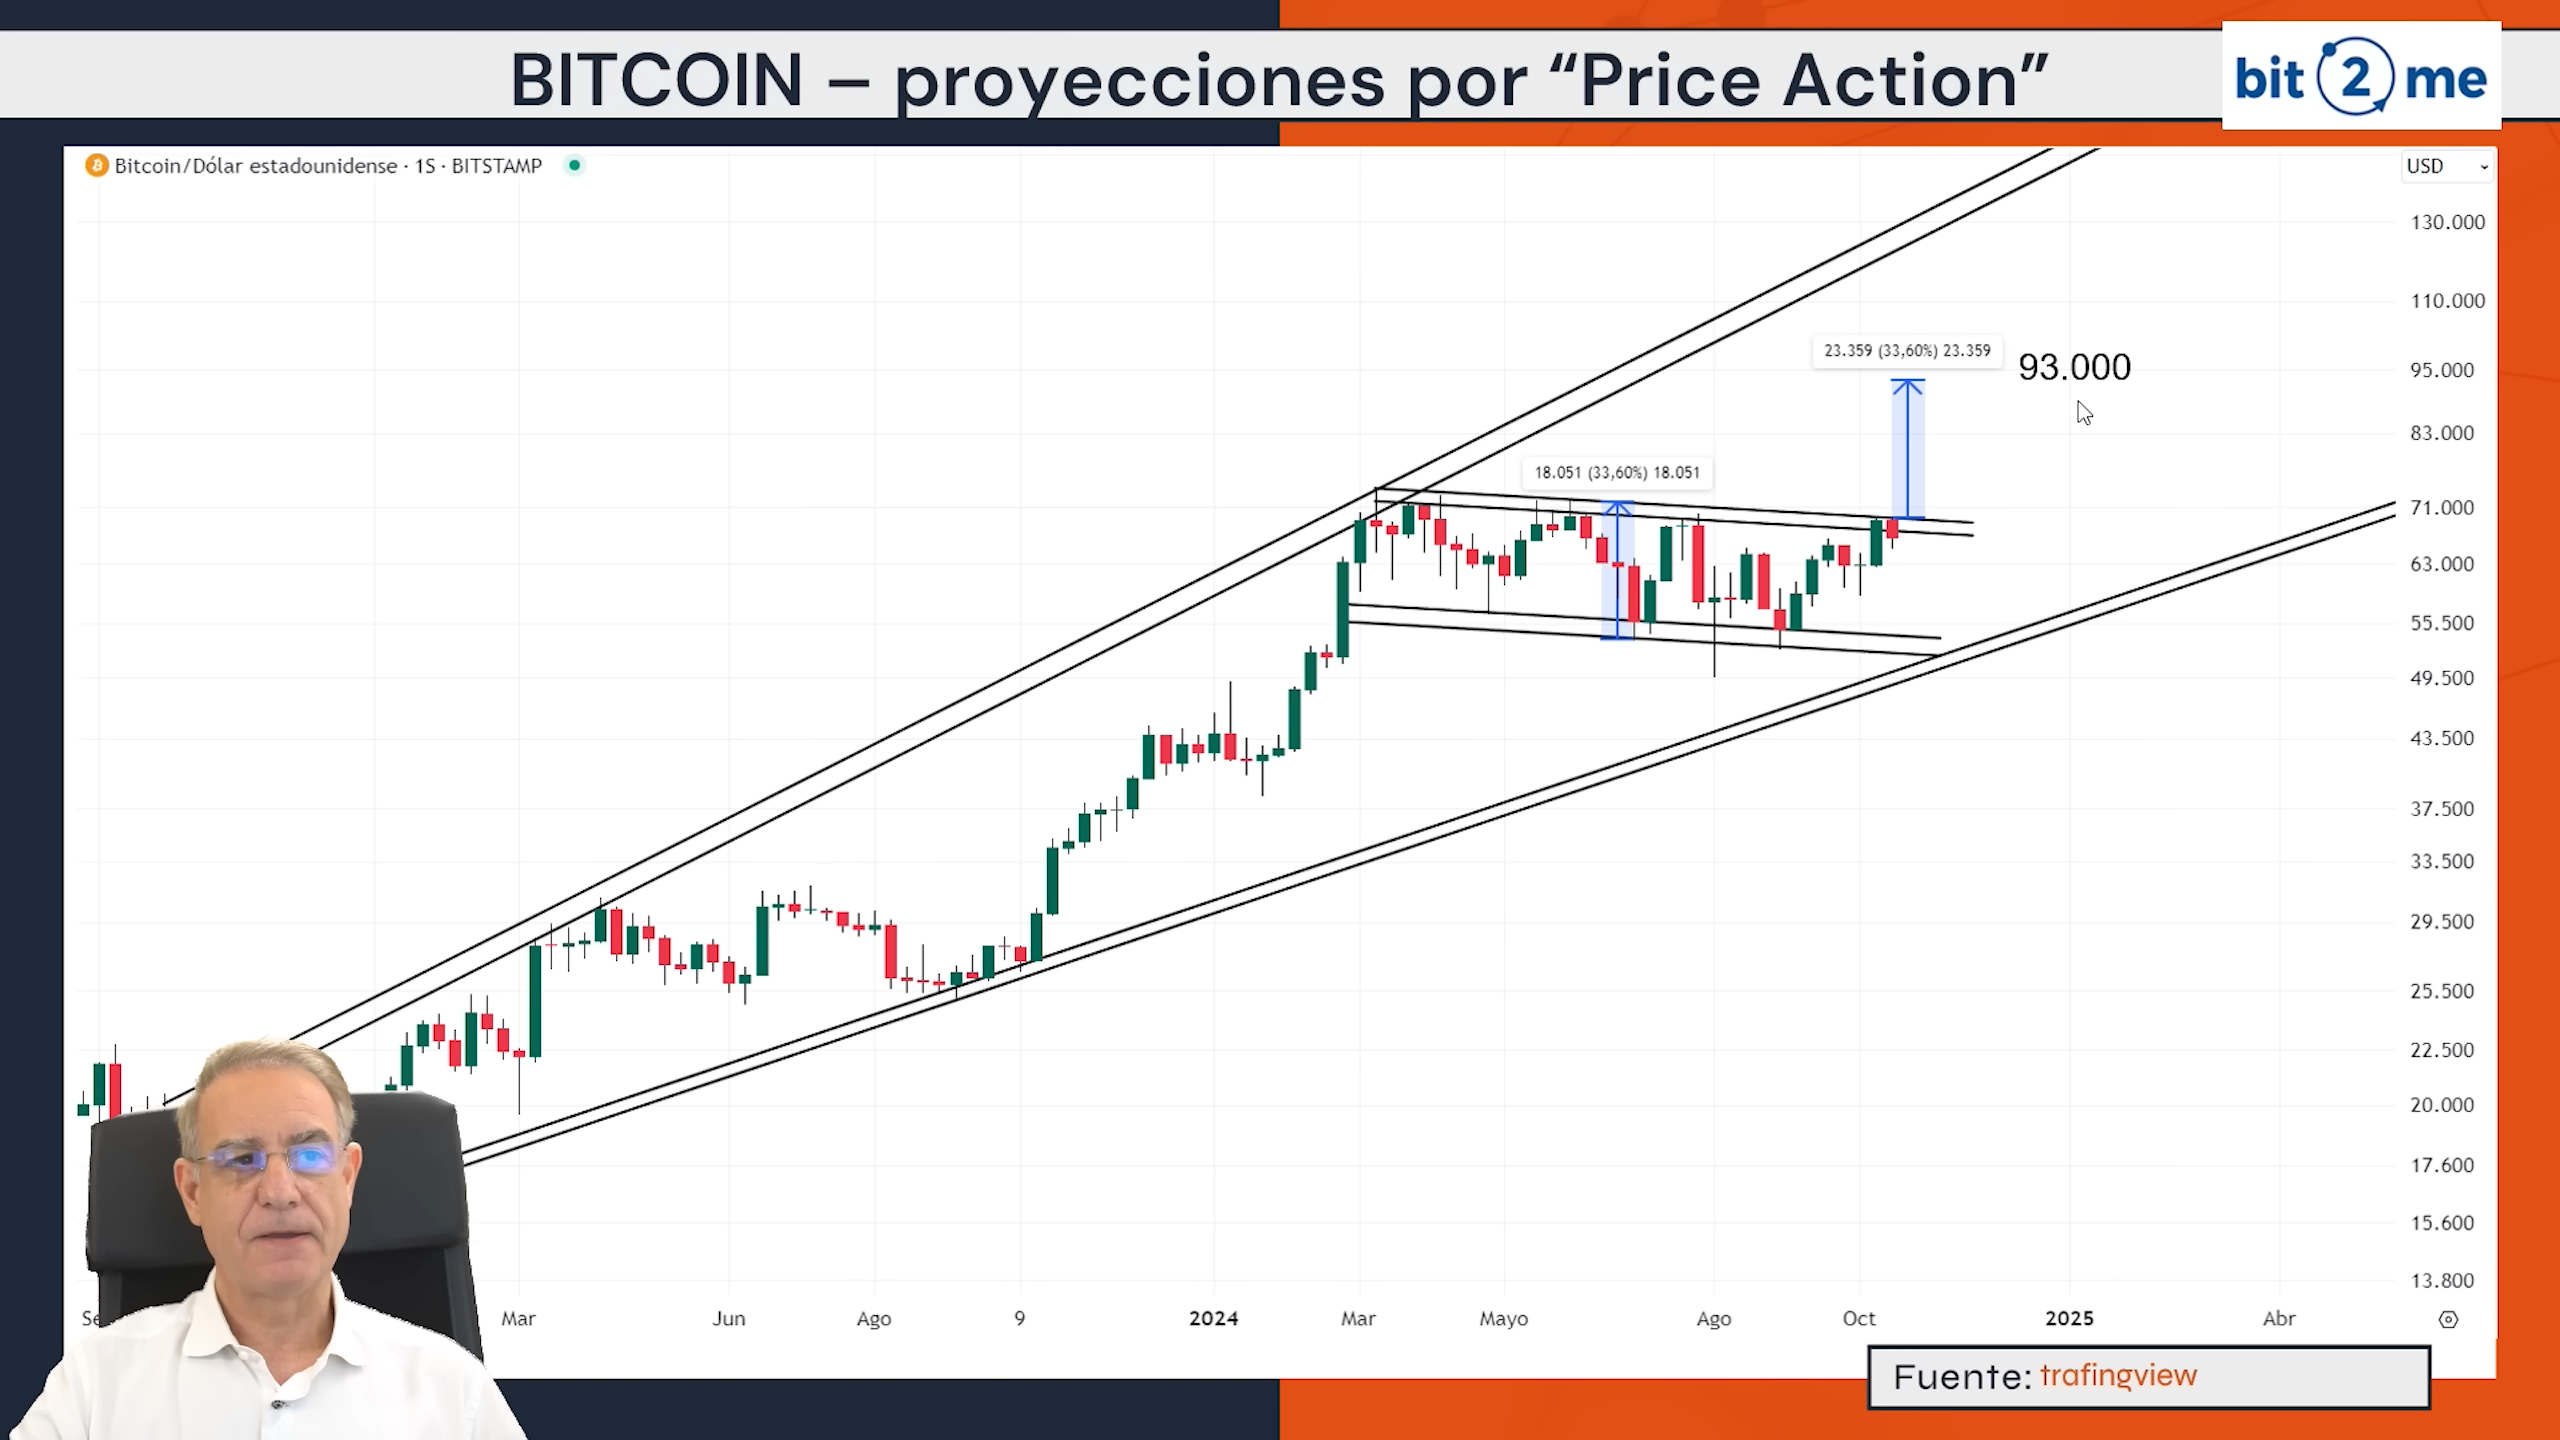 BITCOIN – proyecciones por “Price Action”
bit 2 me
Bitcoin/Dólar estadounidense · 1S · BITSTAMP
USD
130.000
110.000
23.359 (33,60%) 23.359
93.000
95.000
83.000
18.051 (33,60%) 18.051
71.000
63.000
55.500
49.500
43.500
37.500
33.500
29.500
25.500
22.500
20.000
17.600
15.600
13.800
Mar
Jun
Ago
9
2024
Mar
Mayo
Ago
Oct
2025
Abr
Fuente: trafingview